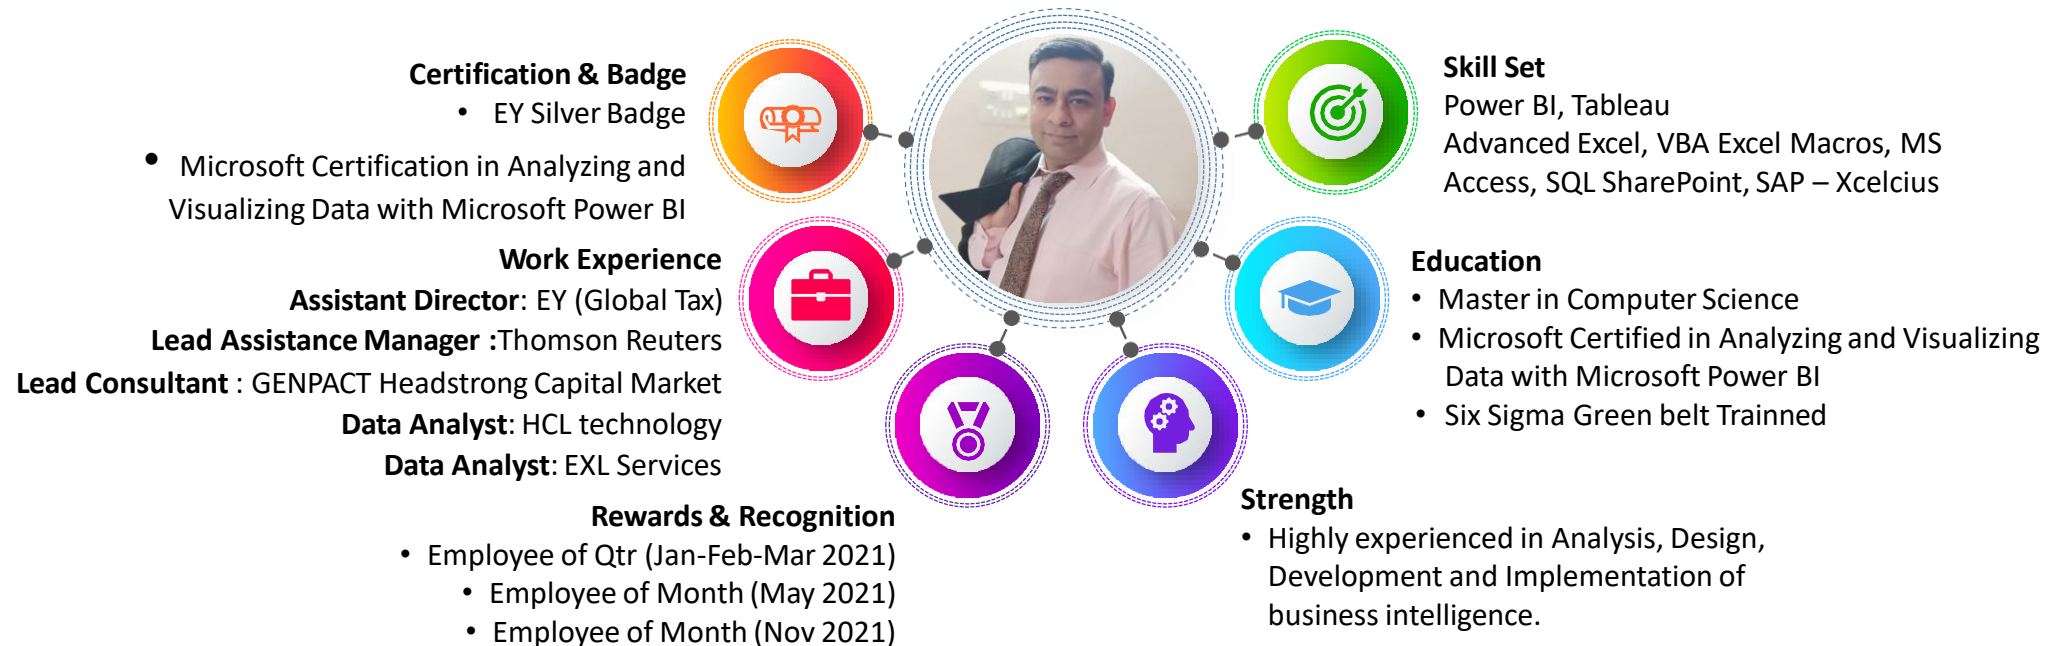 Certification & Badge
• EY Silver Badge
• Microsoft Certification in Analyzing and
Visualizing Data with Microsoft Power BI
Work Experience
Assistant Director: EY (Global Tax)
Lead Assistance Manager :Thomson Reuters
Lead Consultant : GENPACT Headstrong Capital Market
Data Analyst: HCL technology
Data Analyst: EXL Services
Rewards & Recognition
• Employee of Qtr (Jan-Feb-Mar 2021)
• Employee of Month (May 2021)
• Employee of Month (Nov 2021)
Skill Set
Power BI, Tableau
Advanced Excel, VBA Excel Macros, MS
Access, SQL SharePoint, SAP – Xcelcius
Education
• Master in Computer Science
• Microsoft Certified in Analyzing and Visualizing
Data with Microsoft Power BI
• Six Sigma Green belt Trainned
Strength
• Highly experienced in Analysis, Design,
Development and Implementation of
business intelligence.